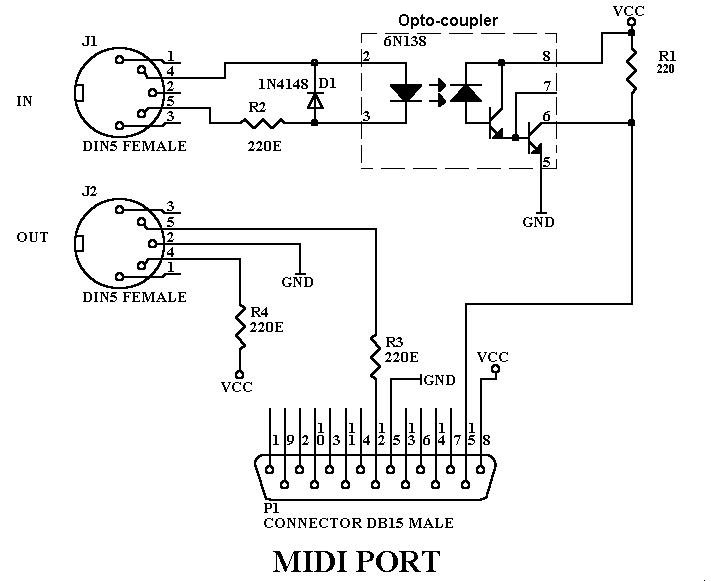 Opto-coupler
VCC
J1
6N138
1
4
2
5
3
IN
1N4148 D1
R2
220E
DIN5 FEMALE
2
3
8
7
6
5
R1
220
GND
J2
3
5
2
4
1
OUT
GND
DIN5 FEMALE
R4
220E
VCC
R3
220E
GND
VCC
1 9 2 10 3 11 4 12 5 13 6 14 7 15 8
P1
CONNECTOR DB15 MALE
MIDI PORT